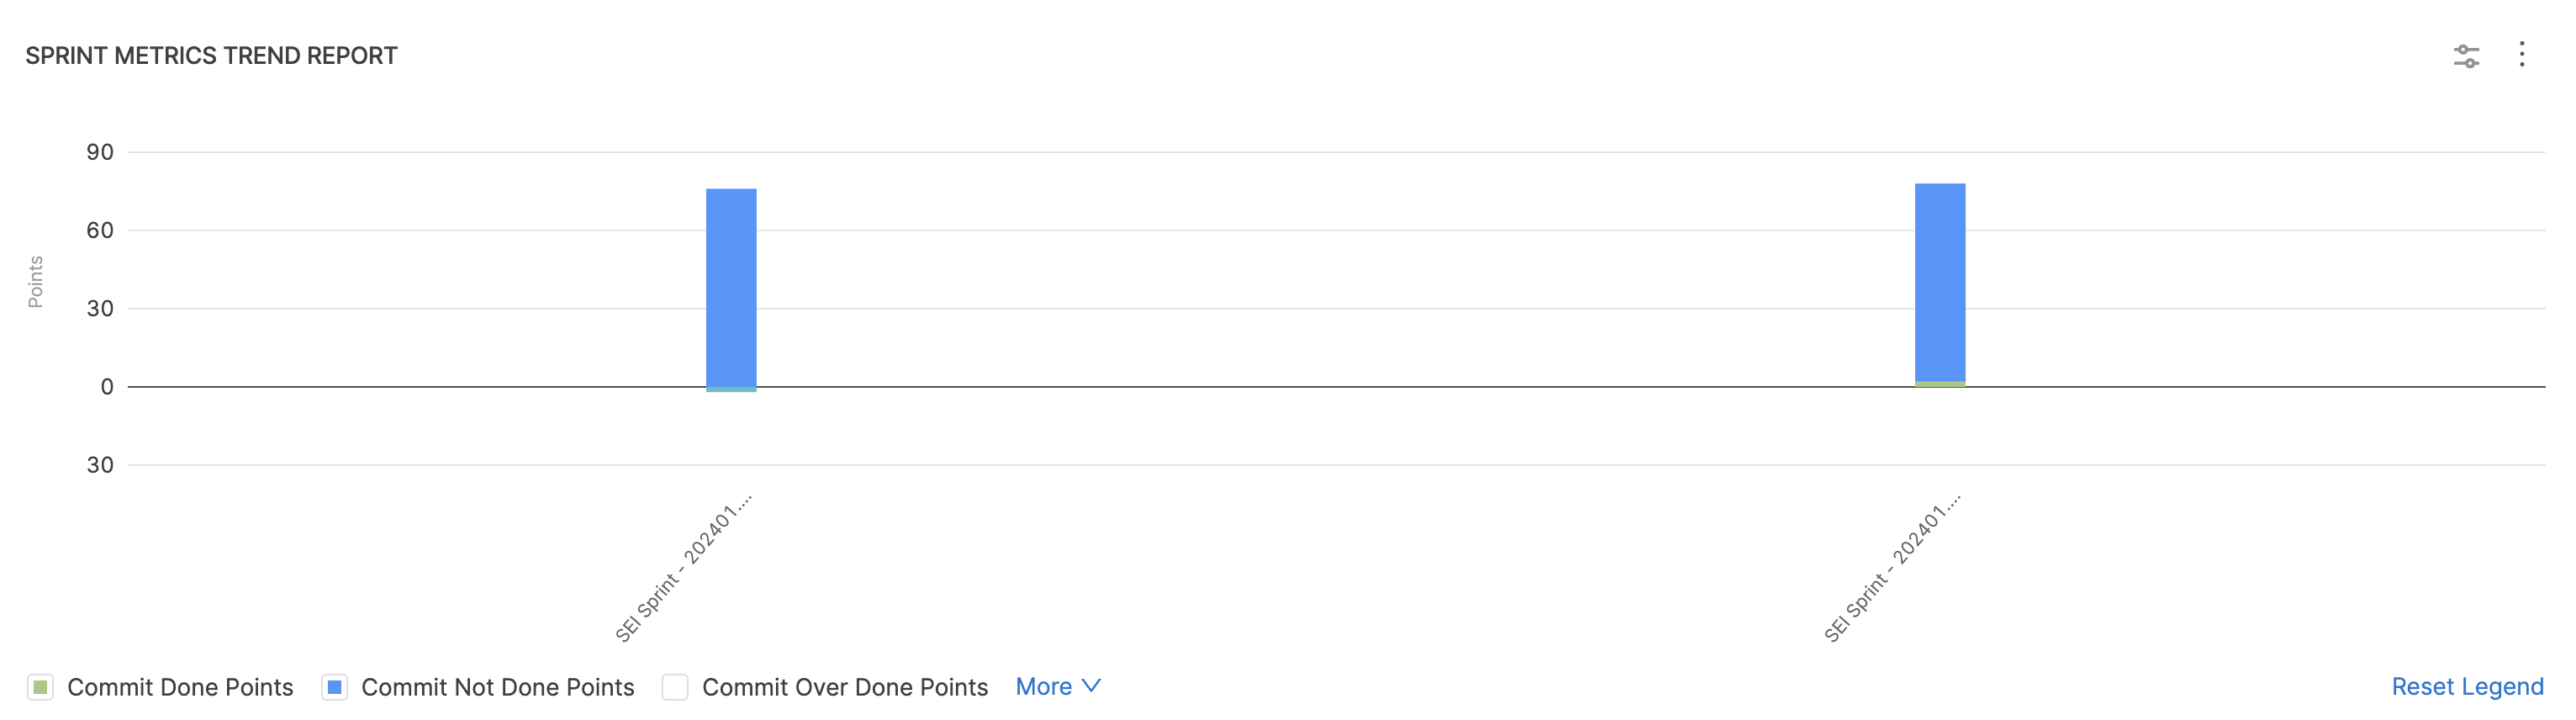 SPRINT METRICS TREND REPORT
90
60
30
0
30
Points
SEI Sprint - 202401....
SEI Sprint - 202401....
Commit Done Points
Commit Not Done Points
Commit Over Done Points
More
Reset Legend